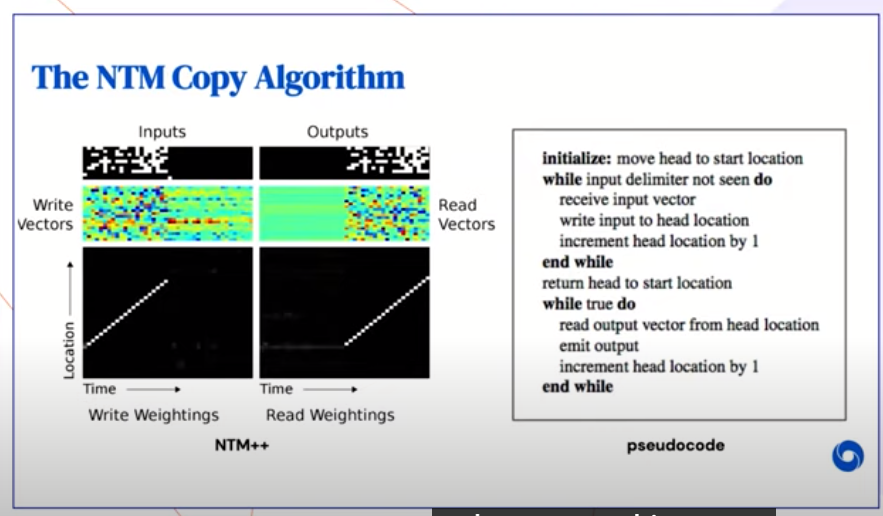 The NTM Copy Algorithm
Inputs
Outputs
Write
Vectors
Read
Vectors
Location
Time
Time
Write Weightings
Read Weightings
NTM++
initialize: move head to start location
while input delimiter not seen do
receive input vector
write input to head location
increment head location by 1
end while
return head to start location
while true do
read output vector from head location
emit output
increment head location by 1
end while
pseudocode